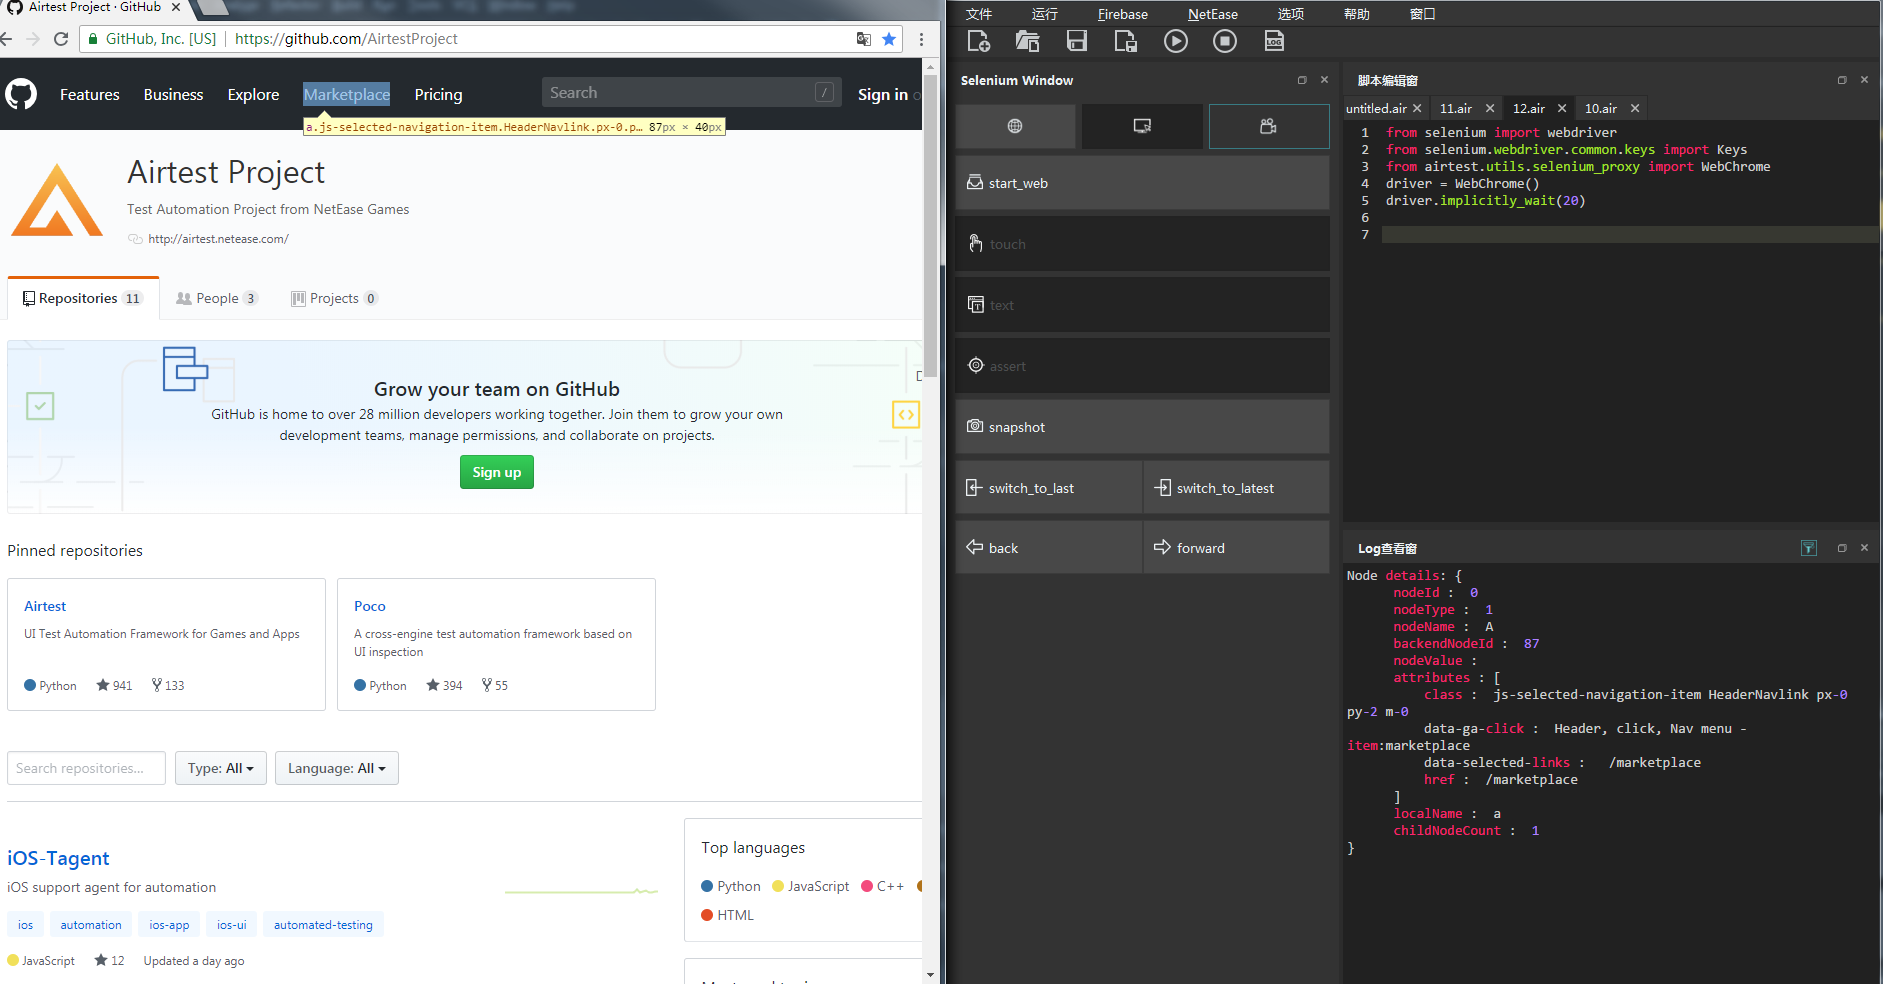 Airtest Project · GitHub
GitHub, Inc. [US] | https://github.com/AirtestProject
Features Business Explore Marketplace Pricing Search / Sign in o
a.js-selected-navigation-item.HeaderNavlink.px-0.p… 87px × 40px
Airtest Project
Test Automation Project from NetEase Games
http://airtest.netease.com/
Repositories 11 People 3 Projects 0
Grow your team on GitHub
GitHub is home to over 28 million developers working together. Join them to grow your own
development teams, manage permissions, and collaborate on projects.
Sign up
Pinned repositories
Airtest
UI Test Automation Framework for Games and Apps
Python 941 133
Poco
A cross-engine test automation framework based on
UI inspection
Python 394 55
Search repositories... Type: All Language: All
iOS-Tagent
iOS support agent for automation
ios automation ios-app ios-ui automated-testing
JavaScript 12 Updated a day ago
Top languages
Python JavaScript C++
HTML
文件 运行 Firebase NetEase 选项 帮助 窗口
LOG
Selenium Window
start_web
touch
text
assert
snapshot
switch_to_last switch_to_latest
back forward
脚本编辑窗
untitled.air 11.air 12.air 10.air
1 from selenium import webdriver
2 from selenium.webdriver.common.keys import Keys
3 from airtest.utils.selenium_proxy import WebChrome
4 driver = WebChrome()
5 driver.implicitly_wait(20)
6
7
Log查看窗
Node details: {
nodeId : 0
nodeType : 1
nodeName : A
backendNodeId : 87
nodeValue :
attributes : [
class : js-selected-navigation-item HeaderNavlink px-0
py-2 m-0
data-ga-click : Header, click, Nav menu -
item:marketplace
data-selected-links : /marketplace
href : /marketplace
]
localName : a
childNodeCount : 1
}